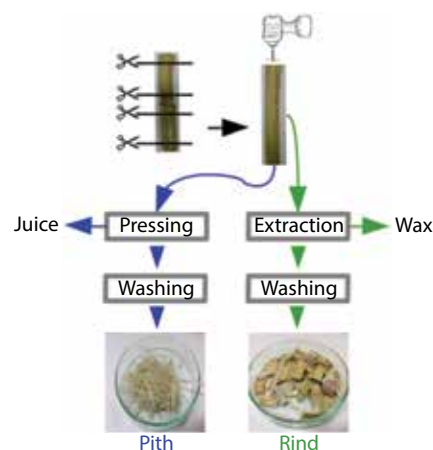 Juice
Pressing
Extraction
Wax
Washing
Washing
Pith
Rind